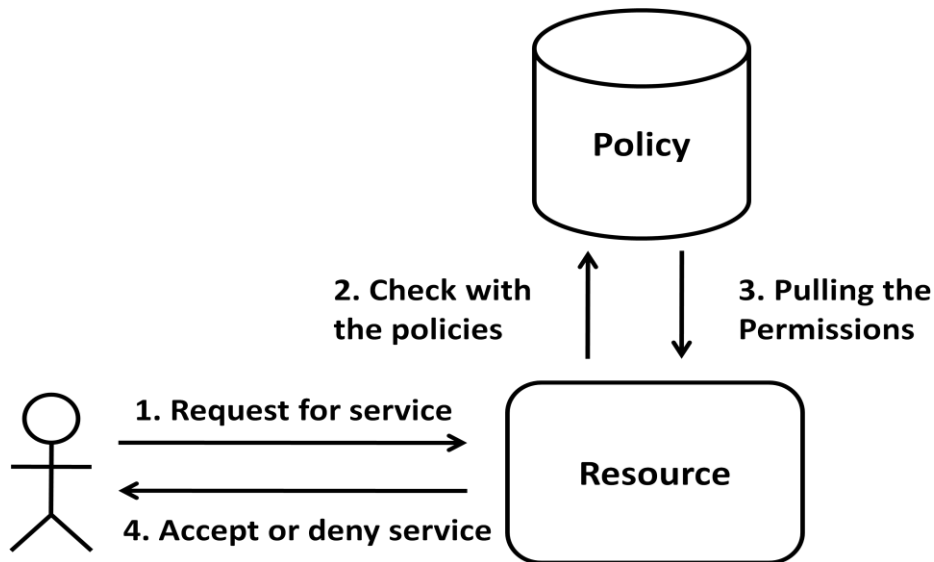 Policy
2. Check with
the policies
3. Pulling the
Permissions
1. Request for service
Resource
4. Accept or deny service